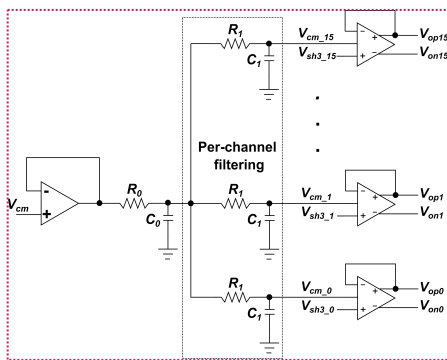 R1
C1
Vcm_15
Vsh3_15
Vop15
Von15
Per-channel
filtering
Vcm
-
+
R0
C0
R1
C1
Vcm_1
Vsh3_1
Vop1
Von1
R1
C1
Vcm_0
Vsh3_0
Vop0
Von0